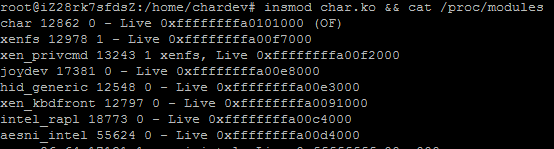 root@iZ28rk7sfdsZ:/home/chardev# insmod char.ko && cat /proc/modules
char 12862 0 - Live 0xffffffffa0101000 (OF)
xenfs 12978 1 - Live 0xffffffffa00f7000
xen_privcmd 13243 1 xenfs, Live 0xffffffffa00f2000
joydev 17381 0 - Live 0xffffffffa00e8000
hid_generic 12548 0 - Live 0xffffffffa00e3000
xen_kbdfront 12797 0 - Live 0xffffffffa0091000
intel_rapl 18773 0 - Live 0xffffffffa00c4000
aesni_intel 55624 0 - Live 0xffffffffa00d4000